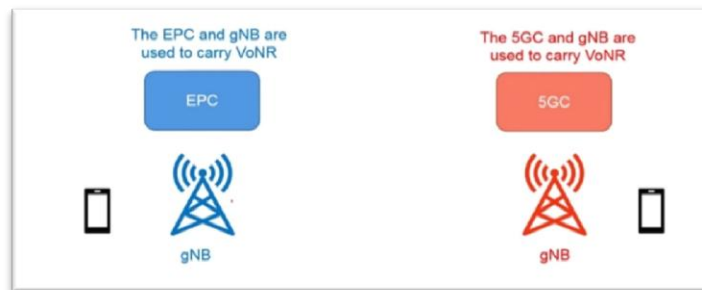 The EPC and gNB are
used to carry VoNR
EPC
gNB
The 5GC and gNB are
used to carry VoNR
5GC
gNB